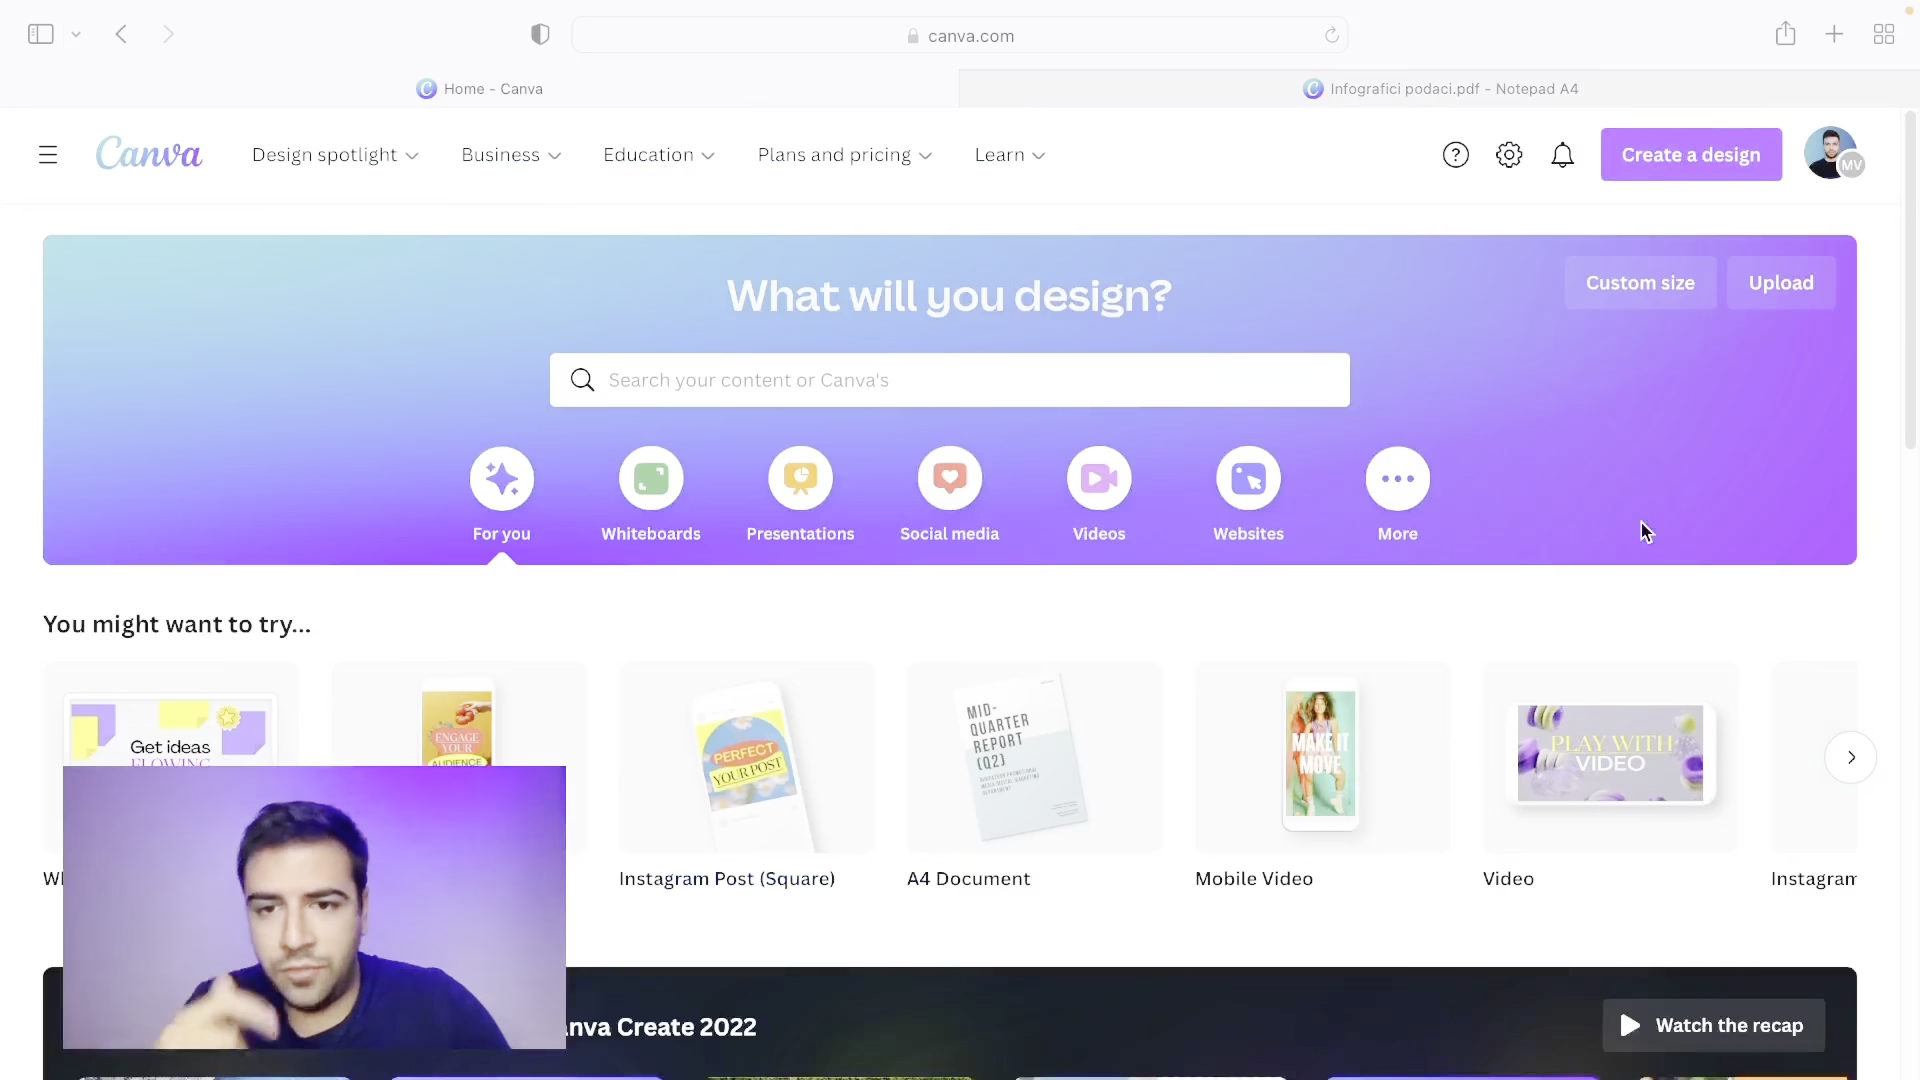 canva.com
Home - Canva
Infografici podaci.pdf - Notepad A4
Canva
Design spotlight
Business
Education
Plans and pricing
Learn
Create a design
MV
What will you design?
Custom size
Upload
Search your content or Canva's
For you
Whiteboards
Presentations
Social media
Videos
Websites
More
You might want to try...
Get ideas
FLOWING
ENGAGE
YOUR
AUDIENCE
PERFECT
YOUR POST
MID-
QUARTER
REPORT
(Q2)
MAKE IT
MOVE
PLAY WITH
VIDEO
Wh
Instagram Post (Square)
A4 Document
Mobile Video
Video
Instagram
nva Create 2022
Watch the recap